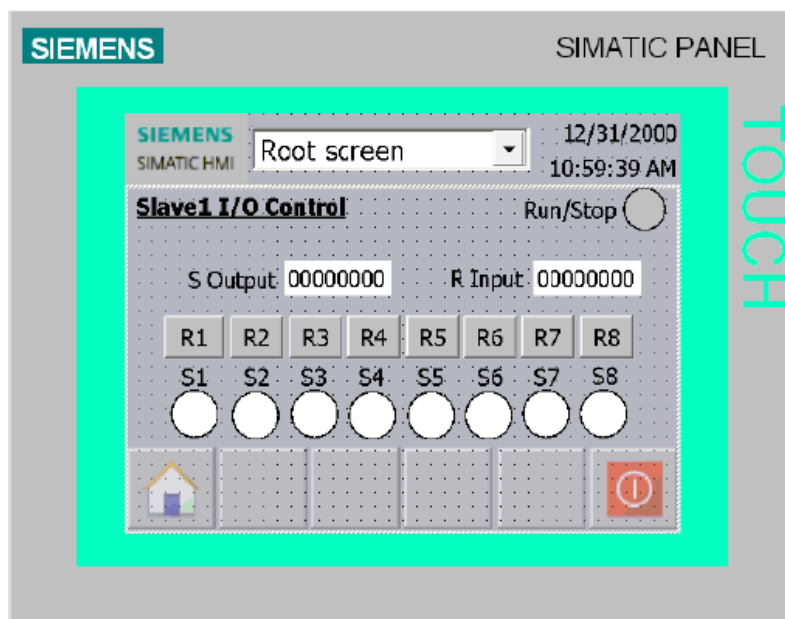 SIEMENS
SIMATIC PANEL
TOUCH
SIEMENS
SIMATIC HMI
Root screen
12/31/2000
10:59:39 AM
Slave1 I/O Control
Run/Stop
S Output 00000000 R Input 00000000
R1 R2 R3 R4 R5 R6 R7 R8
S1 S2 S3 S4 S5 S6 S7 S8